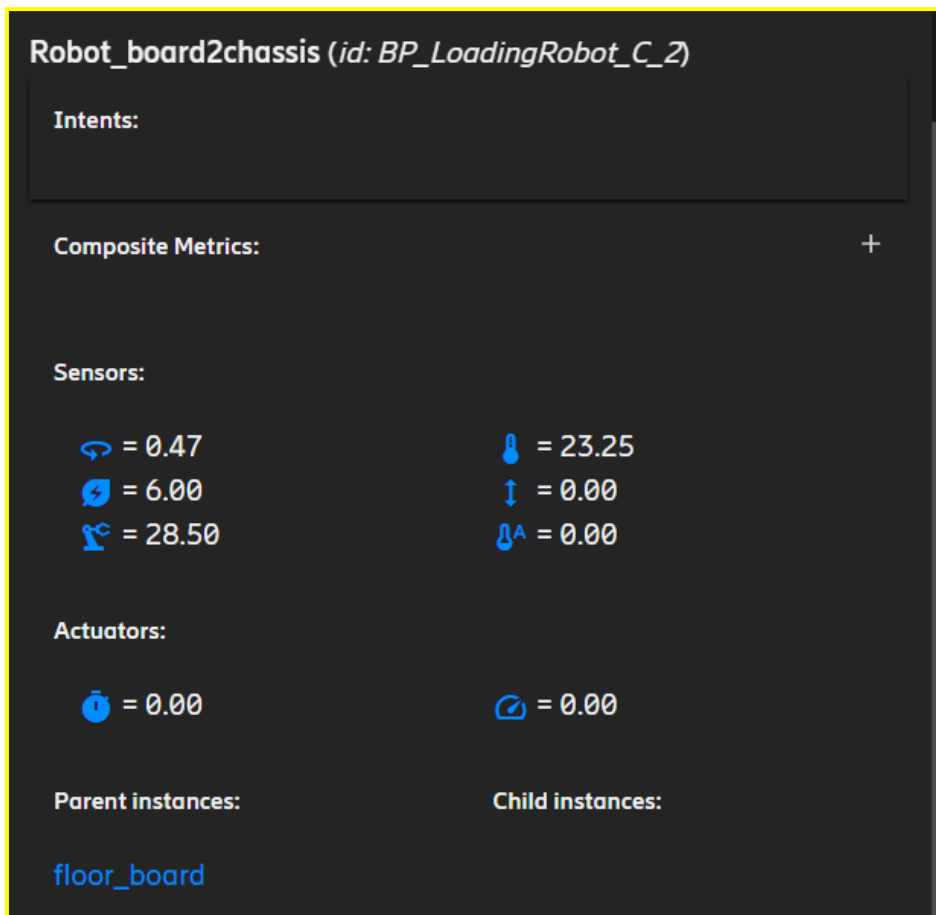 Robot_board2chassis (id: BP_LoadingRobot_C_2)
Intents:
Composite Metrics: +
Sensors:
= 0.47 = 23.25
= 6.00 = 0.00
C = 28.50 A = 0.00
Actuators:
= 0.00 = 0.00
Parent instances: Child instances:
floor_board